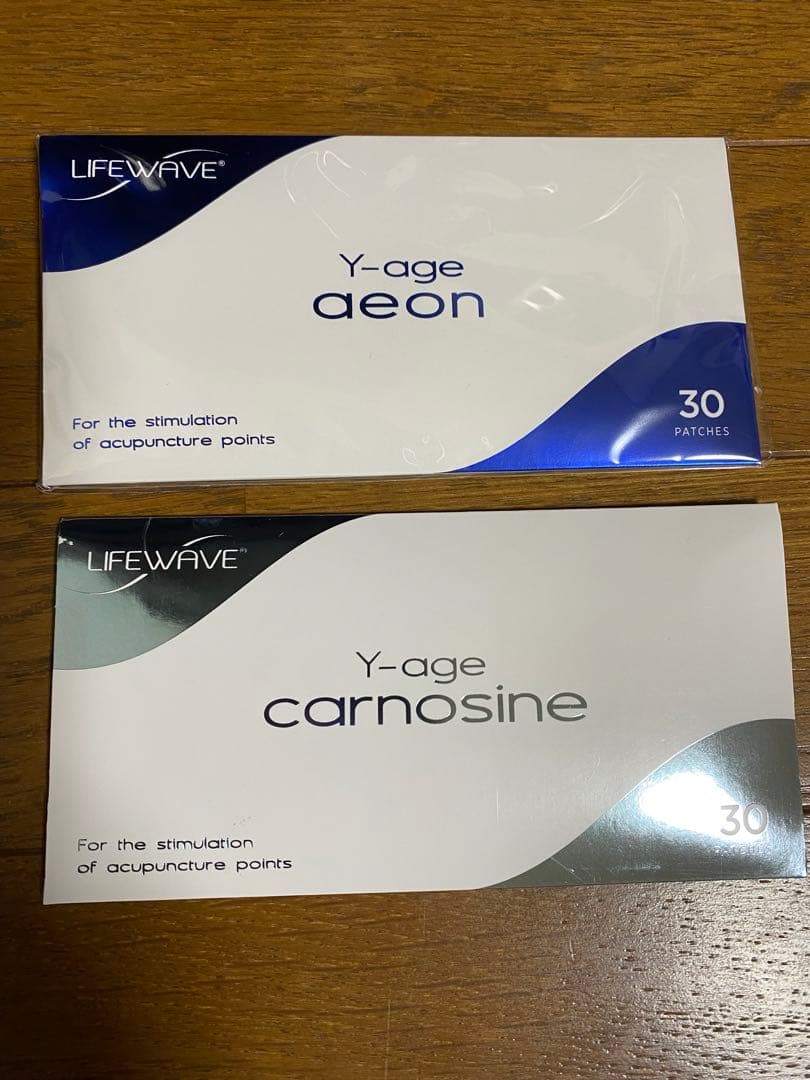 LIFEWAVE®
Y-age
aeon
For the stimulation
of acupuncture points
30
PATCHES
LIFEWAVE®
Y-age
carnosine
For the stimulation
of acupuncture points
30